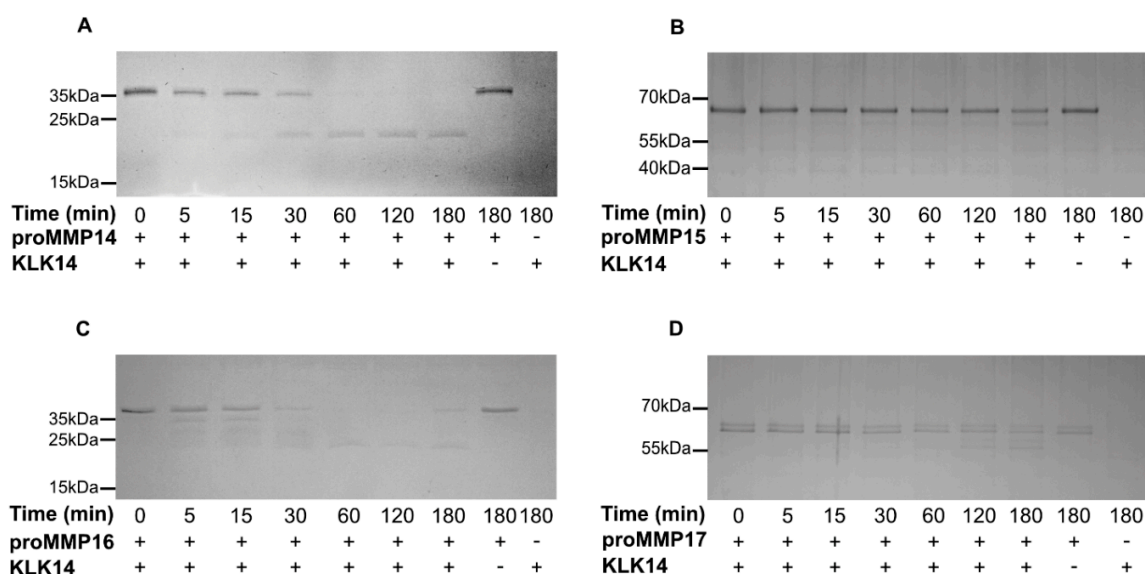 A
35kDa
25kDa
15kDa
Time (min) 0 5 15 30 60 120 180 180 180
proMMP14 + + + + + + + + -
KLK14 + + + + + + + - +
B
70kDa
55kDa
40kDa
Time (min) 0 5 15 30 60 120 180 180 180
proMMP15 + + + + + + + + -
KLK14 + + + + + + + - +
C
35kDa
25kDa
15kDa
Time (min) 0 5 15 30 60 120 180 180 180
proMMP16 + + + + + + + + -
KLK14 + + + + + + + - +
D
70kDa
55kDa
Time (min) 0 5 15 30 60 120 180 180 180
proMMP17 + + + + + + + + -
KLK14 + + + + + + + - +